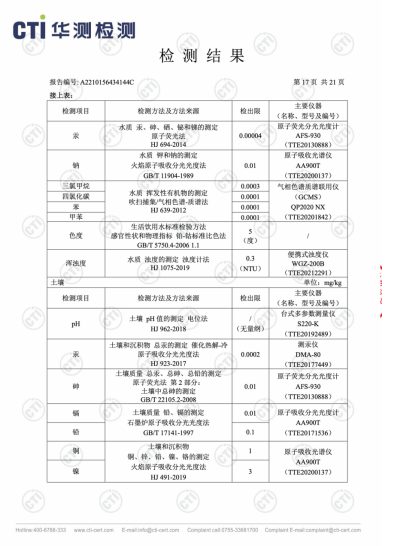 CTI 华测检测
检 测 结 果
报告编号: A2210156434144C 第 17 页 共 21 页
接上表:
检测项目 检测方法及方法来源 检出限 主要仪器
（名称、型号及编号）
汞 水质 汞、砷、硒、铋和锑的测定
原子荧光法
HJ 694-2014 0.00004 原子荧光分光光度计
AFS-930
（TTE20130888）
钠 水质 钾和钠的测定
火焰原子吸收分光光度法
GB/T 11904-1989 0.01 原子吸收光谱仪
AA900T
（TTE20200137）
三氯甲烷 0.0003
四氯化碳 0.0001
苯 0.0001
甲苯 0.0001
水质 挥发性有机物的测定
吹扫捕集/气相色谱-质谱法
HJ 639-2012
气相色谱质谱联用仪
（GCMS）
QP2020 NX
（TTE20201842）
色度 生活饮用水标准检验方法
感官性状和物理指标 铂-钴标准比色法
GB/T 5750.4-2006 1.1 5
（度） /
浑浊度 水质 浊度的测定 浊度计法
HJ 1075-2019 0.3
（NTU） 便携式浊度仪
WGZ-200B
（TTE20212291）
土壤 单位：mg/kg
检测项目 检测方法及方法来源 检出限 主要仪器
（名称、型号及编号）
pH 土壤 pH 值的测定 电位法
HJ 962-2018 /
（无量纲） 台式多参数测量仪
S220-K
（TTE20192489）
汞 土壤和沉积物 总汞的测定 催化热解-冷
原子吸收分光光度法
HJ 923-2017 0.0002 测汞仪
DMA-80
（TTE20177449）
砷 土壤质量 总汞、总砷、总铅的测定
原子荧光法 第 2 部分:
土壤中总砷的测定
GB/T 22105.2-2008 0.01 原子荧光分光光度计
AFS-930
（TTE20130888）
镉 0.01
铅 0.1
土壤质量 铅、镉的测定
石墨炉原子吸收分光光度法
GB/T 17141-1997
原子吸收分光光度计
AA900T
（TTE20171536）
铜 1
镍 3
土壤和沉积物
铜、锌、铅、镍、铬的测定
火焰原子吸收分光光度法
HJ 491-2019
原子吸收光谱仪
AA900T
（TTE20200137）
Hotline:400-6788-333 www.cti-cert.com E-mail:info@cti-cert.com Complaint call:0755-33681700 Complaint E-mail:complaint@cti-cert.com